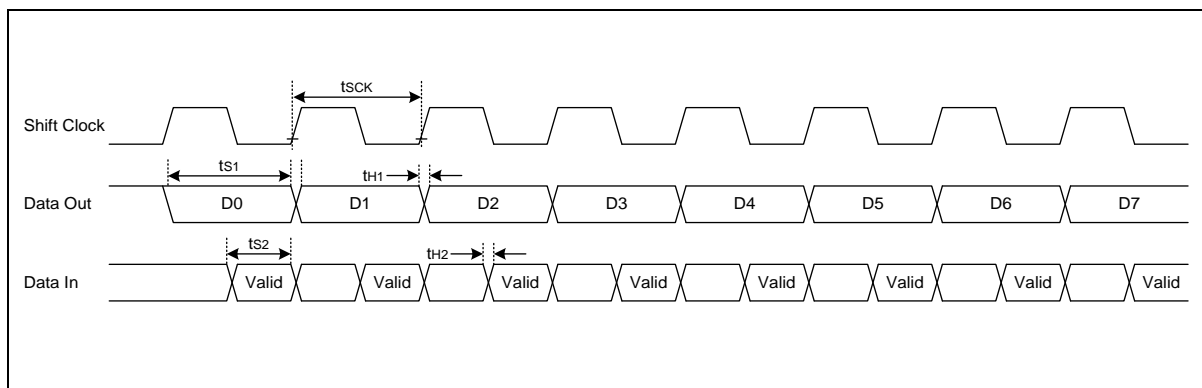 tSCK
Shift Clock
tS1
tH1
Data Out D0 D1 D2 D3 D4 D5 D6 D7
tS2
tH2
Data In Valid Valid Valid Valid Valid Valid Valid Valid